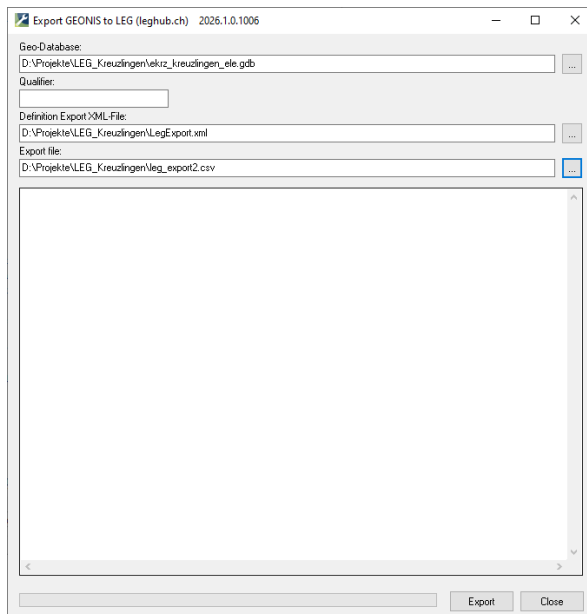 Export GEONIS to LEG (leghub.ch) 2026.1.0.1006
Geo-Database:
D:\Projekte\LEG_Kreuzlingen\ekrz_kreuzlingen_ele.gdb
...
Qualifier:
Definition Export XML-File:
D:\Projekte\LEG_Kreuzlingen\LegExport.xml
...
Export file:
D:\Projekte\LEG_Kreuzlingen\leg_export2.csv
...
Export Close